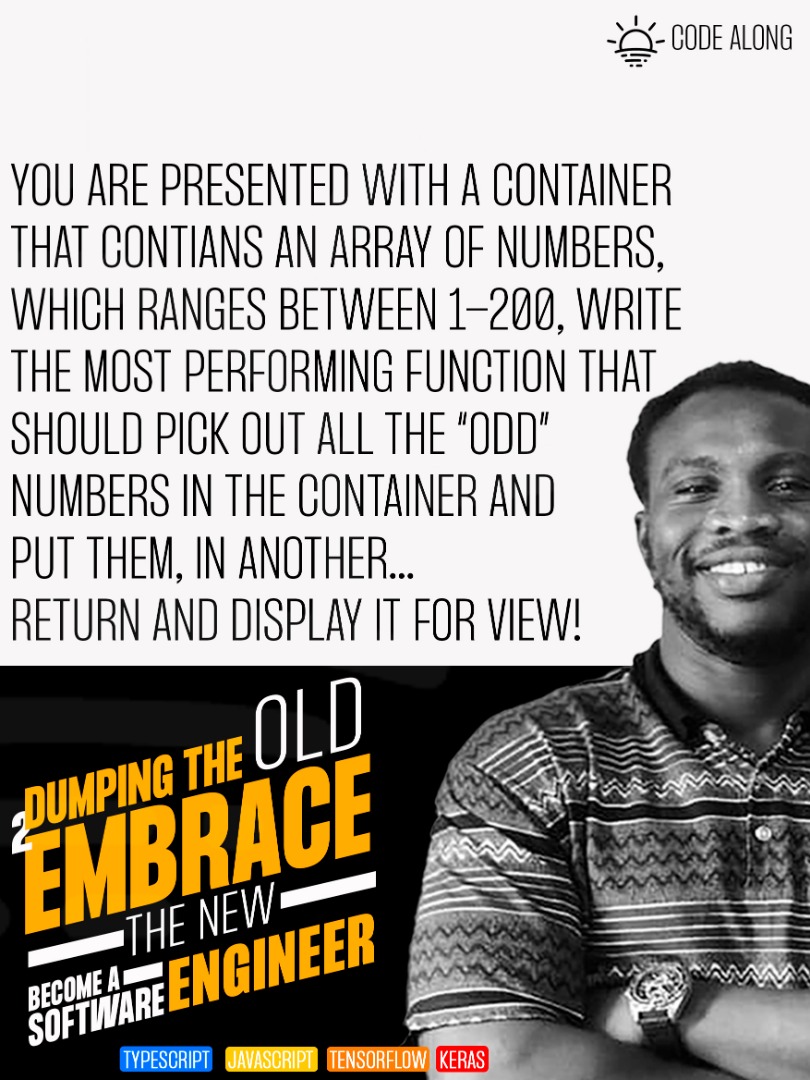 CODE ALONG
YOU ARE PRESENTED WITH A CONTAINER
THAT CONTIANS AN ARRAY OF NUMBERS,
WHICH RANGES BETWEEN 1–200, WRITE
THE MOST PERFORMING FUNCTION THAT
SHOULD PICK OUT ALL THE "ODD"
NUMBERS IN THE CONTAINER AND
PUT THEM, IN ANOTHER...
RETURN AND DISPLAY IT FOR VIEW!
DUMPING THE OLD
2
EMBRACE
THE NEW
BECOME A
SOFTWARE ENGINEER
TYPESCRIPT JAVASCRIPT TENSORFLOW KERAS